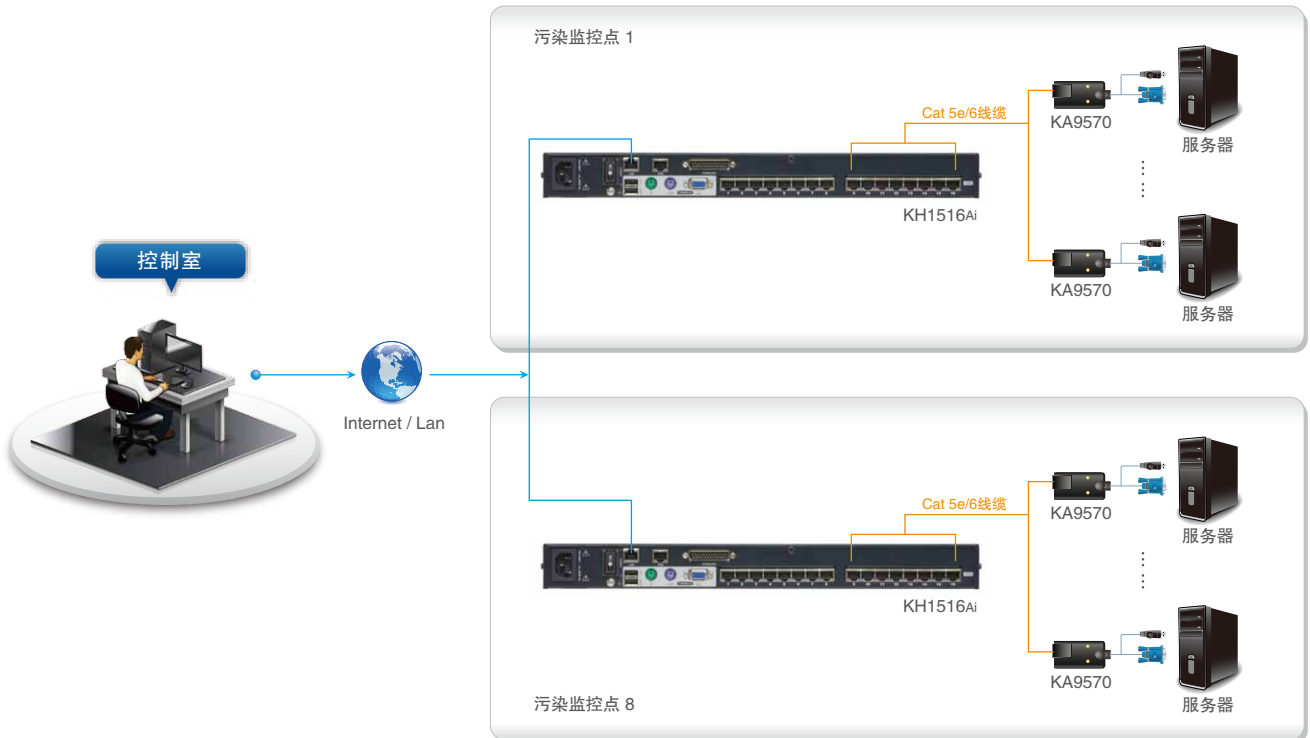 污染监控点 1
Cat 5e/6线缆
KA9570
服务器
KH1516Ai
KA9570
服务器
控制室
Internet / Lan
Cat 5e/6线缆
KA9570
服务器
KH1516Ai
KA9570
服务器
污染监控点 8